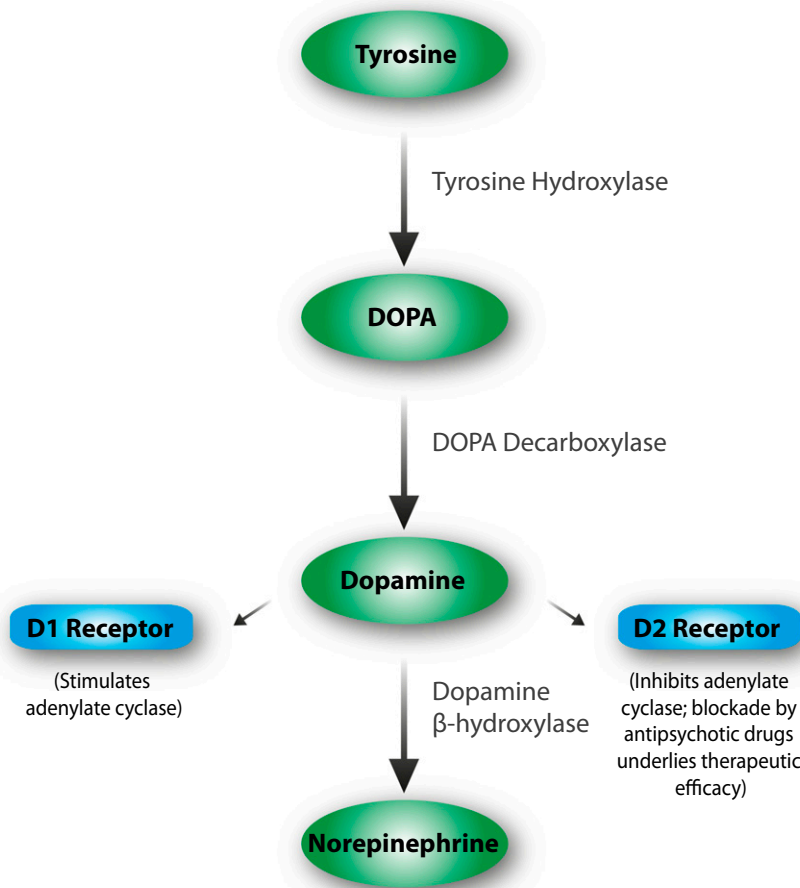 Tyrosine
Tyrosine Hydroxylase
DOPA
DOPA Decarboxylase
Dopamine
D1 Receptor
(Stimulates
adenylate cyclase)
D2 Receptor
(Inhibits adenylate
cyclase; blockade by
antipsychotic drugs
underlies therapeutic
efficacy)
Dopamine
β-hydroxylase
Norepinephrine